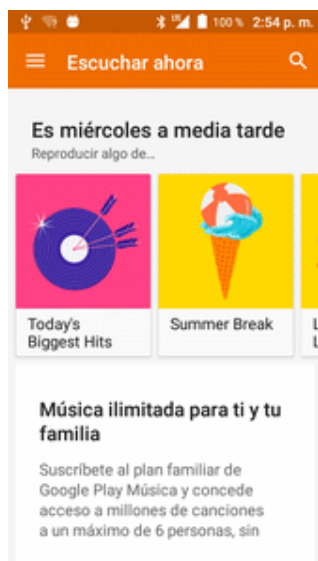 100 % 2:54 p. m.
Escuchar ahora
Es miércoles a media tarde
Reproducir algo de…
Today's
Biggest Hits
Summer Break
Música ilimitada para ti y tu
familia
Suscríbete al plan familiar de
Google Play Música y concede
acceso a millones de canciones
a un máximo de 6 personas, sin